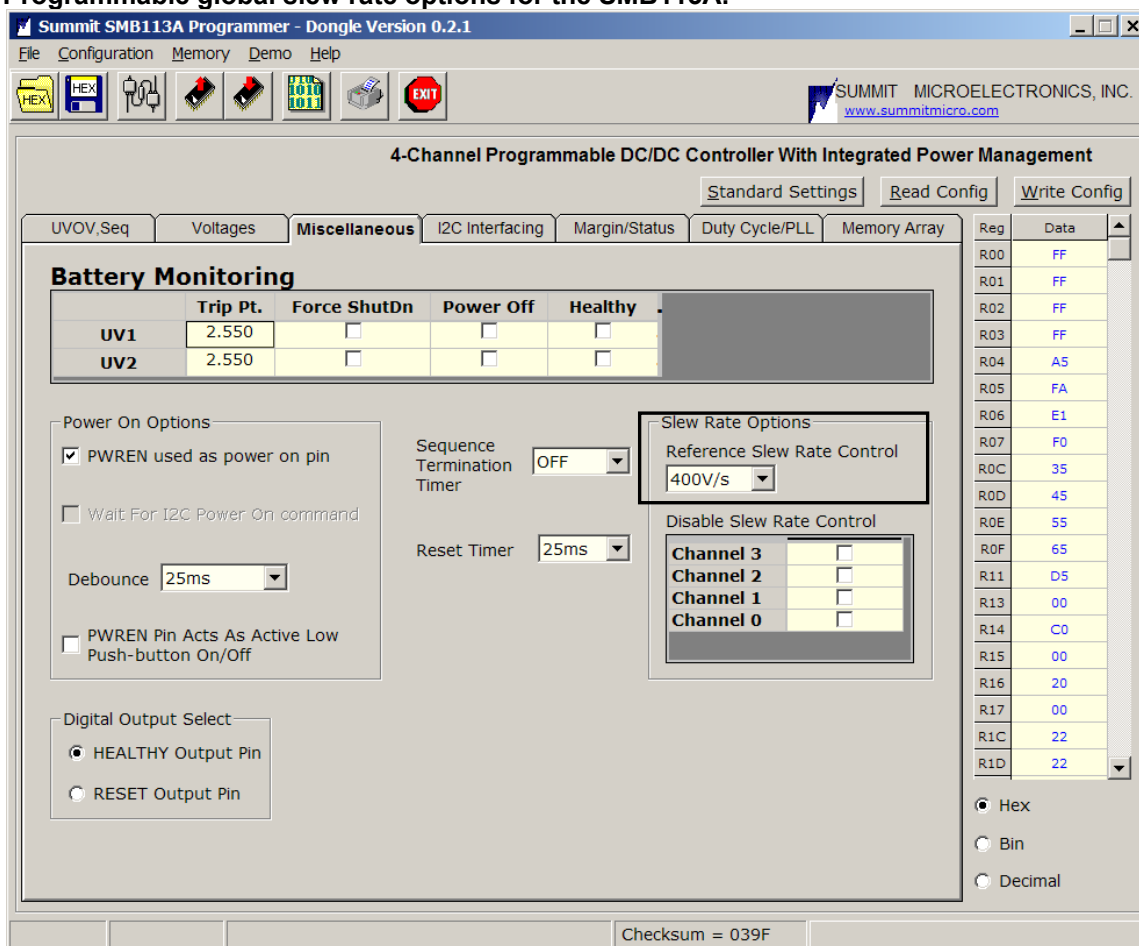 Programmable global slew rate options for the SMB113A.
Summit SMB113A Programmer - Dongle Version 0.2.1
File Configuration Memory Demo Help
HEX HEX 1010 1011 EXIT
SUMMIT MICROELECTRONICS, INC.
www.summitmicro.com
4-Channel Programmable DC/DC Controller With Integrated Power Management
Standard Settings Read Config Write Config
UVOV,Seq Voltages Miscellaneous I2C Interfacing Margin/Status Duty Cycle/PLL Memory Array
Battery Monitoring
Trip Pt. Force ShutDn Power Off Healthy
UV1 2.550
UV2 2.550
Power On Options
PWREN used as power on pin
Wait For I2C Power On command
Debounce 25ms
PWREN Pin Acts As Active Low
Push-button On/Off
Sequence
Termination
Timer
OFF
Reset Timer 25ms
Slew Rate Options
Reference Slew Rate Control
400V/s
Disable Slew Rate Control
Channel 3
Channel 2
Channel 1
Channel 0
Digital Output Select
HEALTHY Output Pin
RESET Output Pin
Reg Data
R00 FF
R01 FF
R02 FF
R03 FF
R04 A5
R05 FA
R06 E1
R07 F0
R0C 35
R0D 45
R0E 55
R0F 65
R11 D5
R13 00
R14 C0
R15 00
R16 20
R17 00
R1C 22
R1D 22
Hex
Bin
Decimal
Checksum = 039F